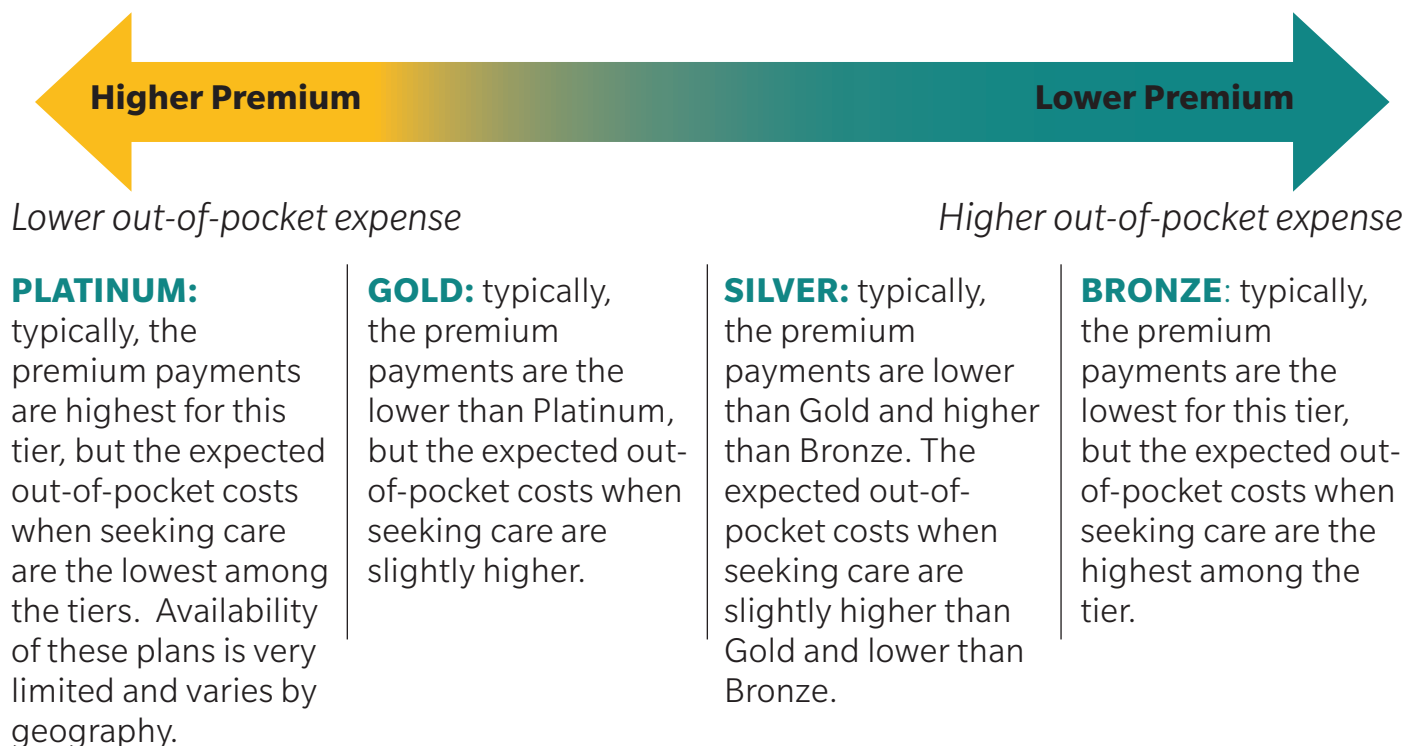 Higher Premium
Lower Premium
Lower out-of-pocket expense
Higher out-of-pocket expense
PLATINUM:
typically, the
premium payments
are highest for this
tier, but the expected
out-of-pocket costs
when seeking care
are the lowest among
the tiers.  Availability
of these plans is very
limited and varies by
geography.
GOLD: typically,
the premium
payments are the
lower than Platinum,
but the expected out-
of-pocket costs when
seeking care are
slightly higher.
SILVER: typically,
the premium
payments are lower
than Gold and higher
than Bronze. The
expected out-of-
pocket costs when
seeking care are
slightly higher than
Gold and lower than
Bronze.
BRONZE: typically,
the premium
payments are the
lowest for this tier,
but the expected out-
of-pocket costs when
seeking care are the
highest among the
tier.